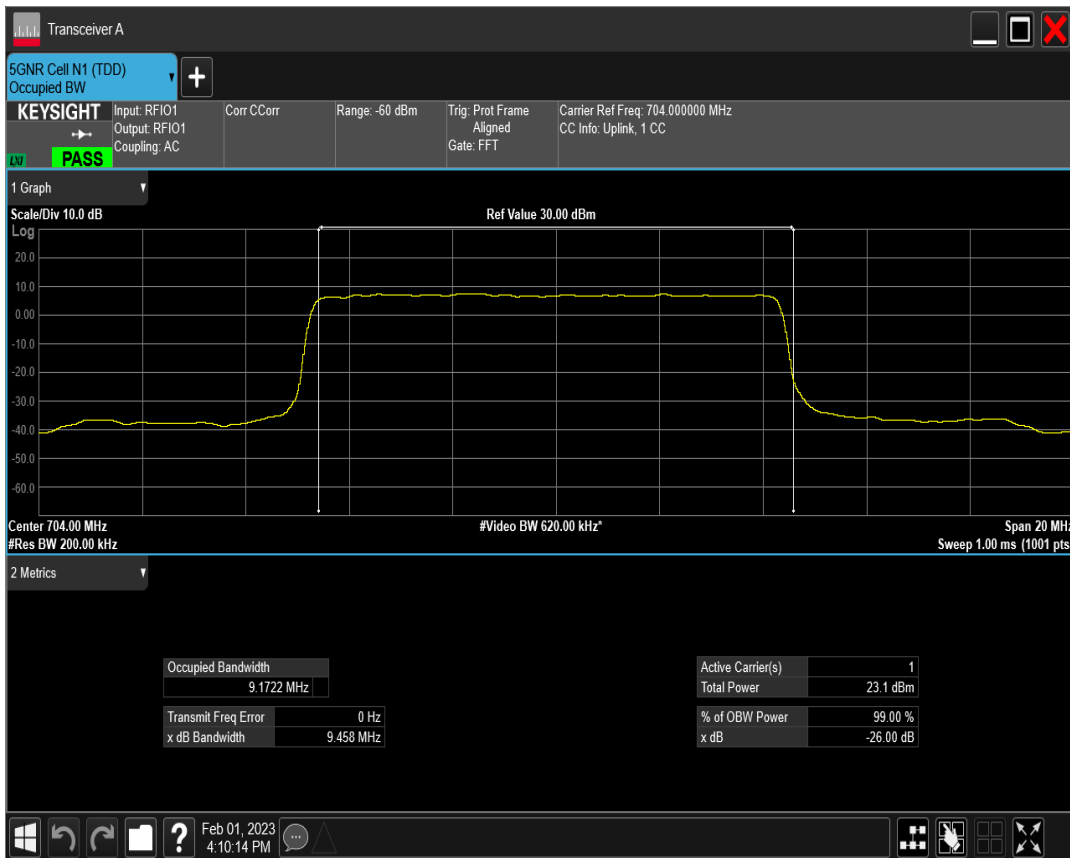 Transceiver A
5GNR Cell N1 (TDD)
Occupied BW
KEYSIGHT
LXI
PASS
Input: RFIO1
Output: RFIO1
Coupling: AC
Corr CCorr
Range: -60 dBm
Trig: Prot Frame
Aligned
Gate: FFT
Carrier Ref Freq: 704.000000 MHz
CC Info: Uplink, 1 CC
1 Graph
Scale/Div 10.0 dB
Ref Value 30.00 dBm
Log
20.0
10.0
0.00
-10.0
-20.0
-30.0
-40.0
-50.0
-60.0
Center 704.00 MHz
#Video BW 620.00 kHz*
Span 20 MHz
#Res BW 200.00 kHz
Sweep 1.00 ms (1001 pts
2 Metrics
Occupied Bandwidth
9.1722 MHz
Transmit Freq Error 0 Hz
x dB Bandwidth 9.458 MHz
Active Carrier(s) 1
Total Power 23.1 dBm
% of OBW Power 99.00 %
x dB -26.00 dB
Feb 01, 2023
4:10:14 PM